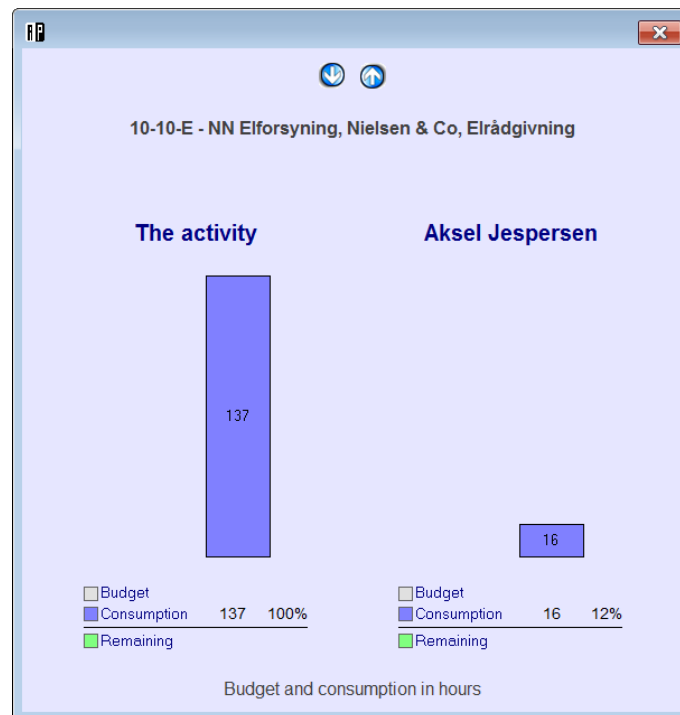 10-10-E - NN Elforsyning, Nielsen & Co, Elrådgivning
The activity
Aksel Jespersen
137
16
Budget
Consumption 137 100%
Remaining
Budget
Consumption 16 12%
Remaining
Budget and consumption in hours